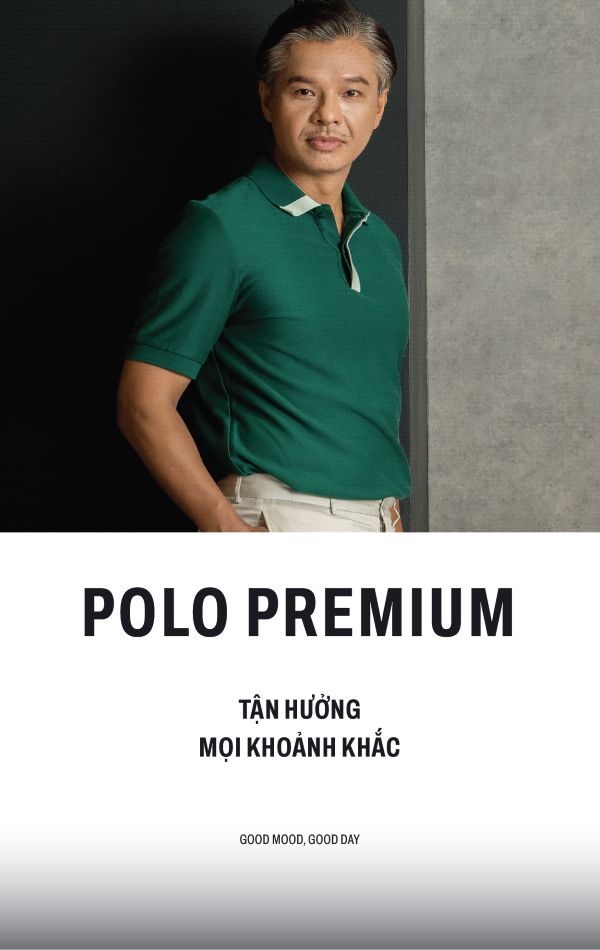 POLO PREMIUM
TẬN HƯỞNG
MỌI KHOẢNH KHẮC
GOOD MOOD, GOOD DAY